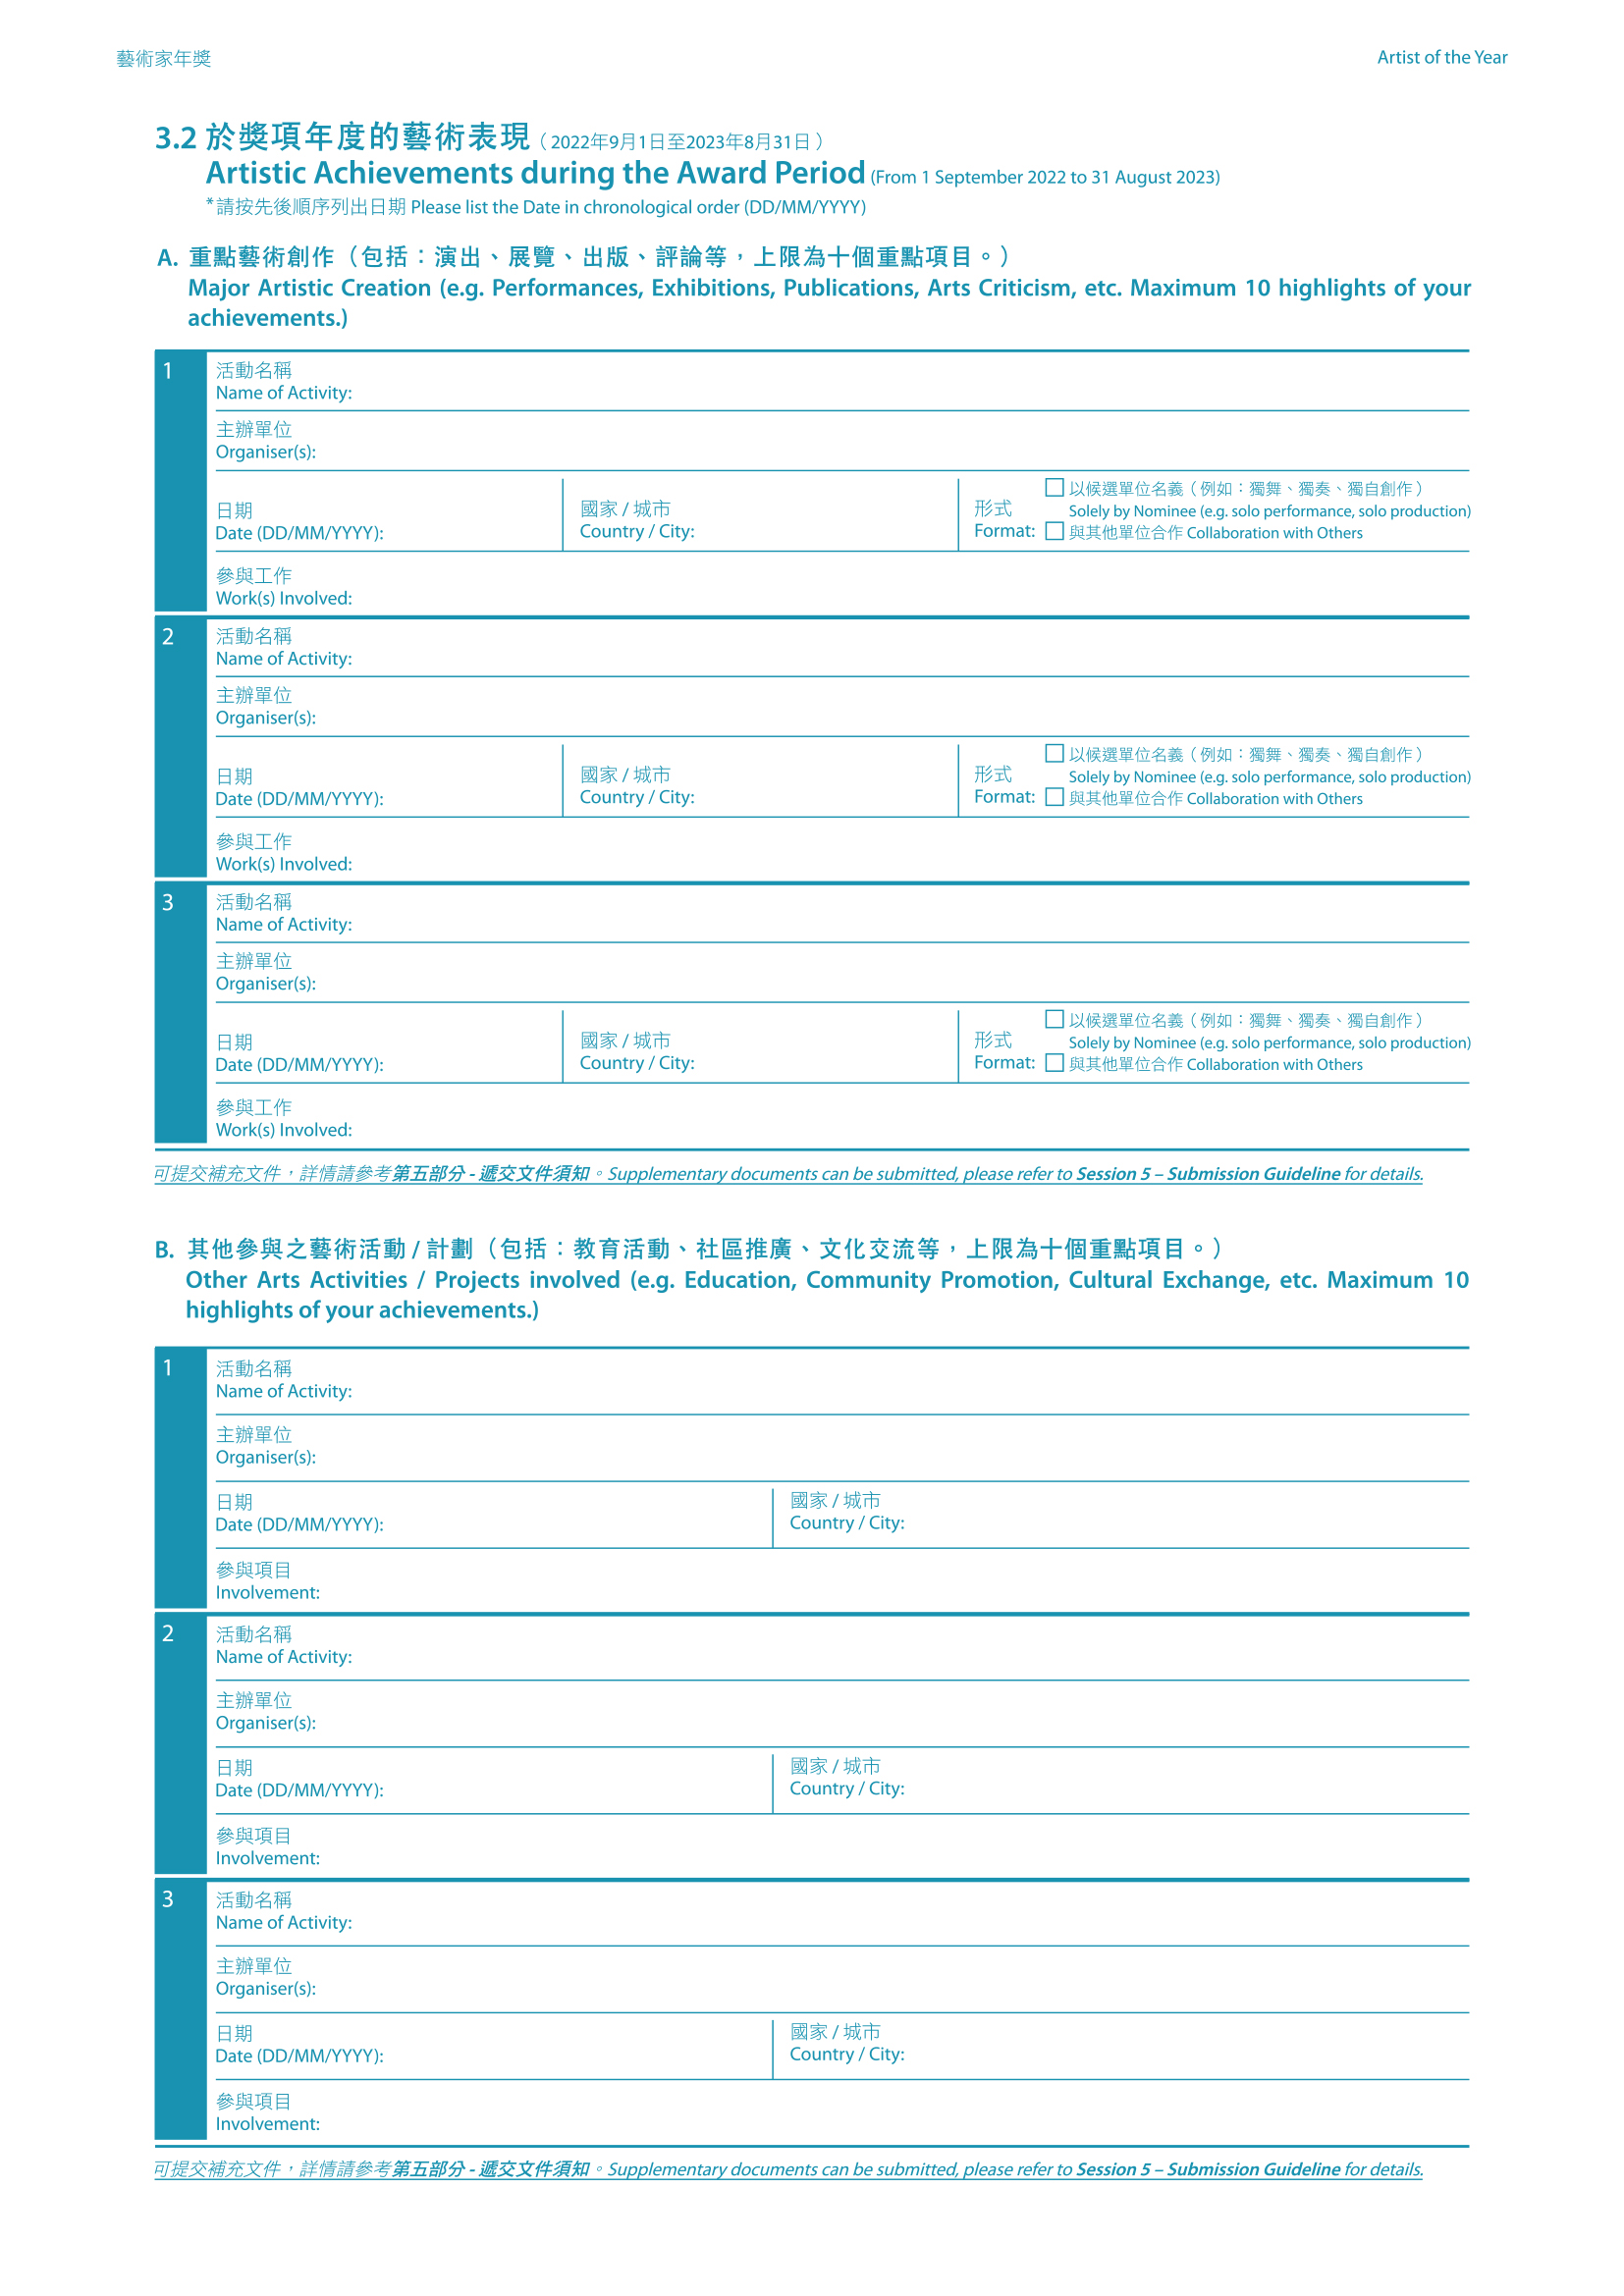 藝術家年獎
Artist of the Year
3.2 於獎項年度的藝術表現（2022年9月1日至2023年8月31日）
Artistic Achievements during the Award Period (From 1 September 2022 to 31 August 2023)
*請按先後順序列出日期 Please list the Date in chronological order (DD/MM/YYYY)
A. 重點藝術創作（包括：演出、展覽、出版、評論等，上限為十個重點項目。）
Major Artistic Creation (e.g. Performances, Exhibitions, Publications, Arts Criticism, etc. Maximum 10 highlights of your
achievements.)
1
活動名稱
Name of Activity:
主辦單位
Organiser(s):
日期
Date (DD/MM/YYYY):
國家 / 城市
Country / City:
形式
Format:
以候選單位名義（例如：獨舞、獨奏、獨自創作）
Solely by Nominee (e.g. solo performance, solo production)
與其他單位合作 Collaboration with Others
參與工作
Work(s) Involved:
2
活動名稱
Name of Activity:
主辦單位
Organiser(s):
日期
Date (DD/MM/YYYY):
國家 / 城市
Country / City:
形式
Format:
以候選單位名義（例如：獨舞、獨奏、獨自創作）
Solely by Nominee (e.g. solo performance, solo production)
與其他單位合作 Collaboration with Others
參與工作
Work(s) Involved:
3
活動名稱
Name of Activity:
主辦單位
Organiser(s):
日期
Date (DD/MM/YYYY):
國家 / 城市
Country / City:
形式
Format:
以候選單位名義（例如：獨舞、獨奏、獨自創作）
Solely by Nominee (e.g. solo performance, solo production)
與其他單位合作 Collaboration with Others
參與工作
Work(s) Involved:
可提交補充文件，詳情請參考第五部分 - 遞交文件須知。Supplementary documents can be submitted, please refer to Session 5 – Submission Guideline for details.
B. 其他參與之藝術活動 / 計劃（包括：教育活動、社區推廣、文化交流等，上限為十個重點項目。）
Other Arts Activities / Projects involved (e.g. Education, Community Promotion, Cultural Exchange, etc. Maximum 10
highlights of your achievements.)
1
活動名稱
Name of Activity:
主辦單位
Organiser(s):
日期
Date (DD/MM/YYYY):
國家 / 城市
Country / City:
參與項目
Involvement:
2
活動名稱
Name of Activity:
主辦單位
Organiser(s):
日期
Date (DD/MM/YYYY):
國家 / 城市
Country / City:
參與項目
Involvement:
3
活動名稱
Name of Activity:
主辦單位
Organiser(s):
日期
Date (DD/MM/YYYY):
國家 / 城市
Country / City:
參與項目
Involvement:
可提交補充文件，詳情請參考第五部分 - 遞交文件須知。Supplementary documents can be submitted, please refer to Session 5 – Submission Guideline for details.